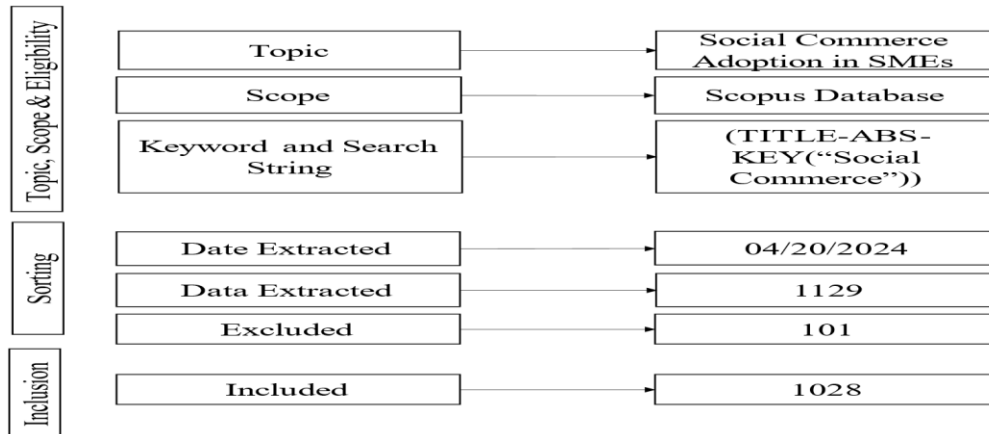 Topic, Scope & Eligibility
Topic
Social Commerce
Adoption in SMEs
Scope
Scopus Database
Keyword and Search
String
(TITLE-ABS-
KEY(“Social
Commerce”))
Sorting
Date Extracted
04/20/2024
Data Extracted
1129
Excluded
101
Inclusion
Included
1028